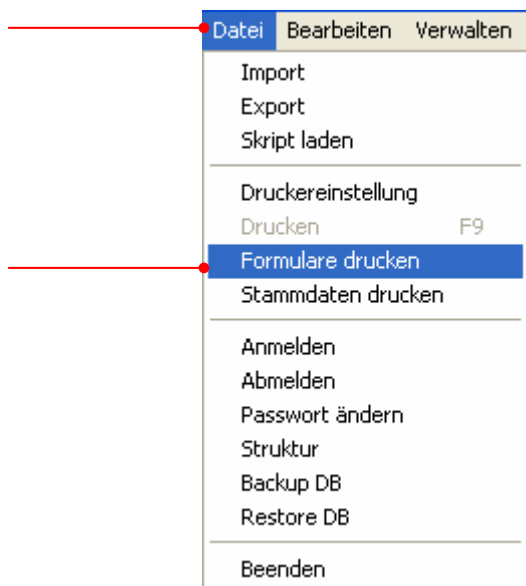 Datei Bearbeiten Verwalten
Import
Export
Skript laden
Druckereinstellung
Drucken F9
Formulare drucken
Stammdaten drucken
Anmelden
Abmelden
Passwort ändern
Struktur
Backup DB
Restore DB
Beenden